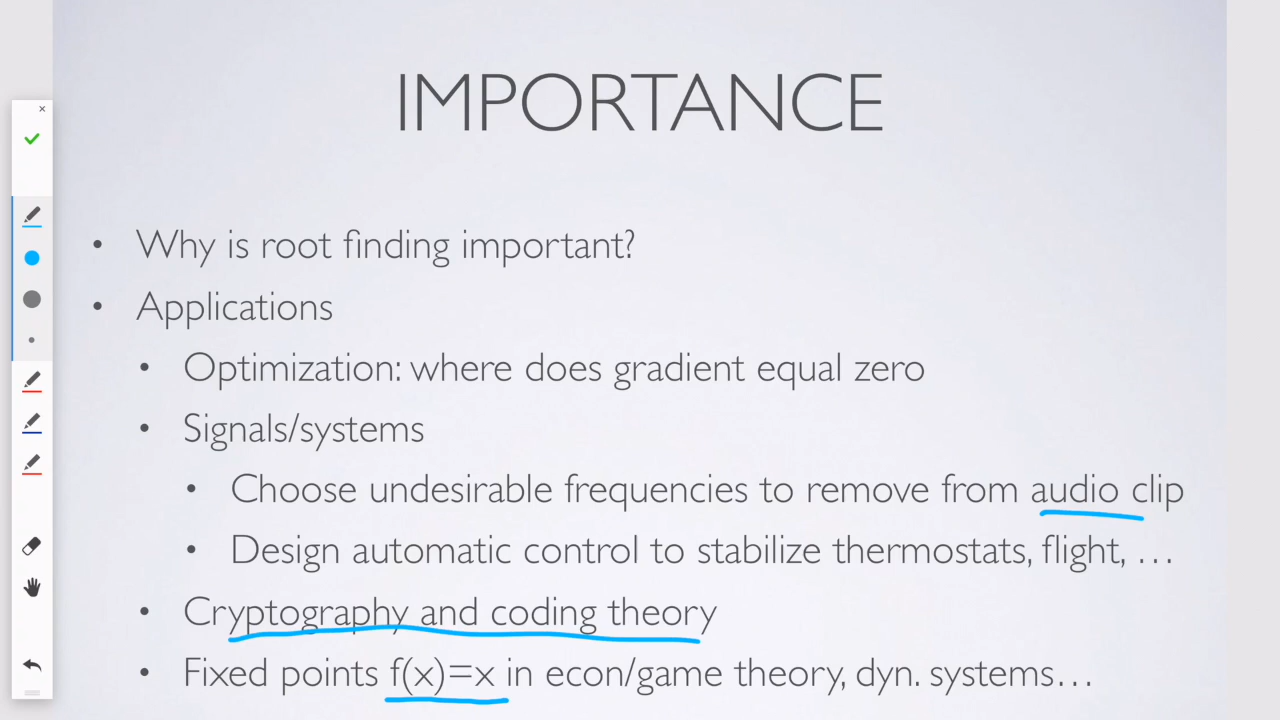 IMPORTANCE
• Why is root finding important?
• Applications
• Optimization: where does gradient equal zero
• Signals/systems
• Choose undesirable frequencies to remove from audio clip
• Design automatic control to stabilize thermostats, flight, …
• Cryptography and coding theory
• Fixed points f(x)=x in econ/game theory, dyn. systems…